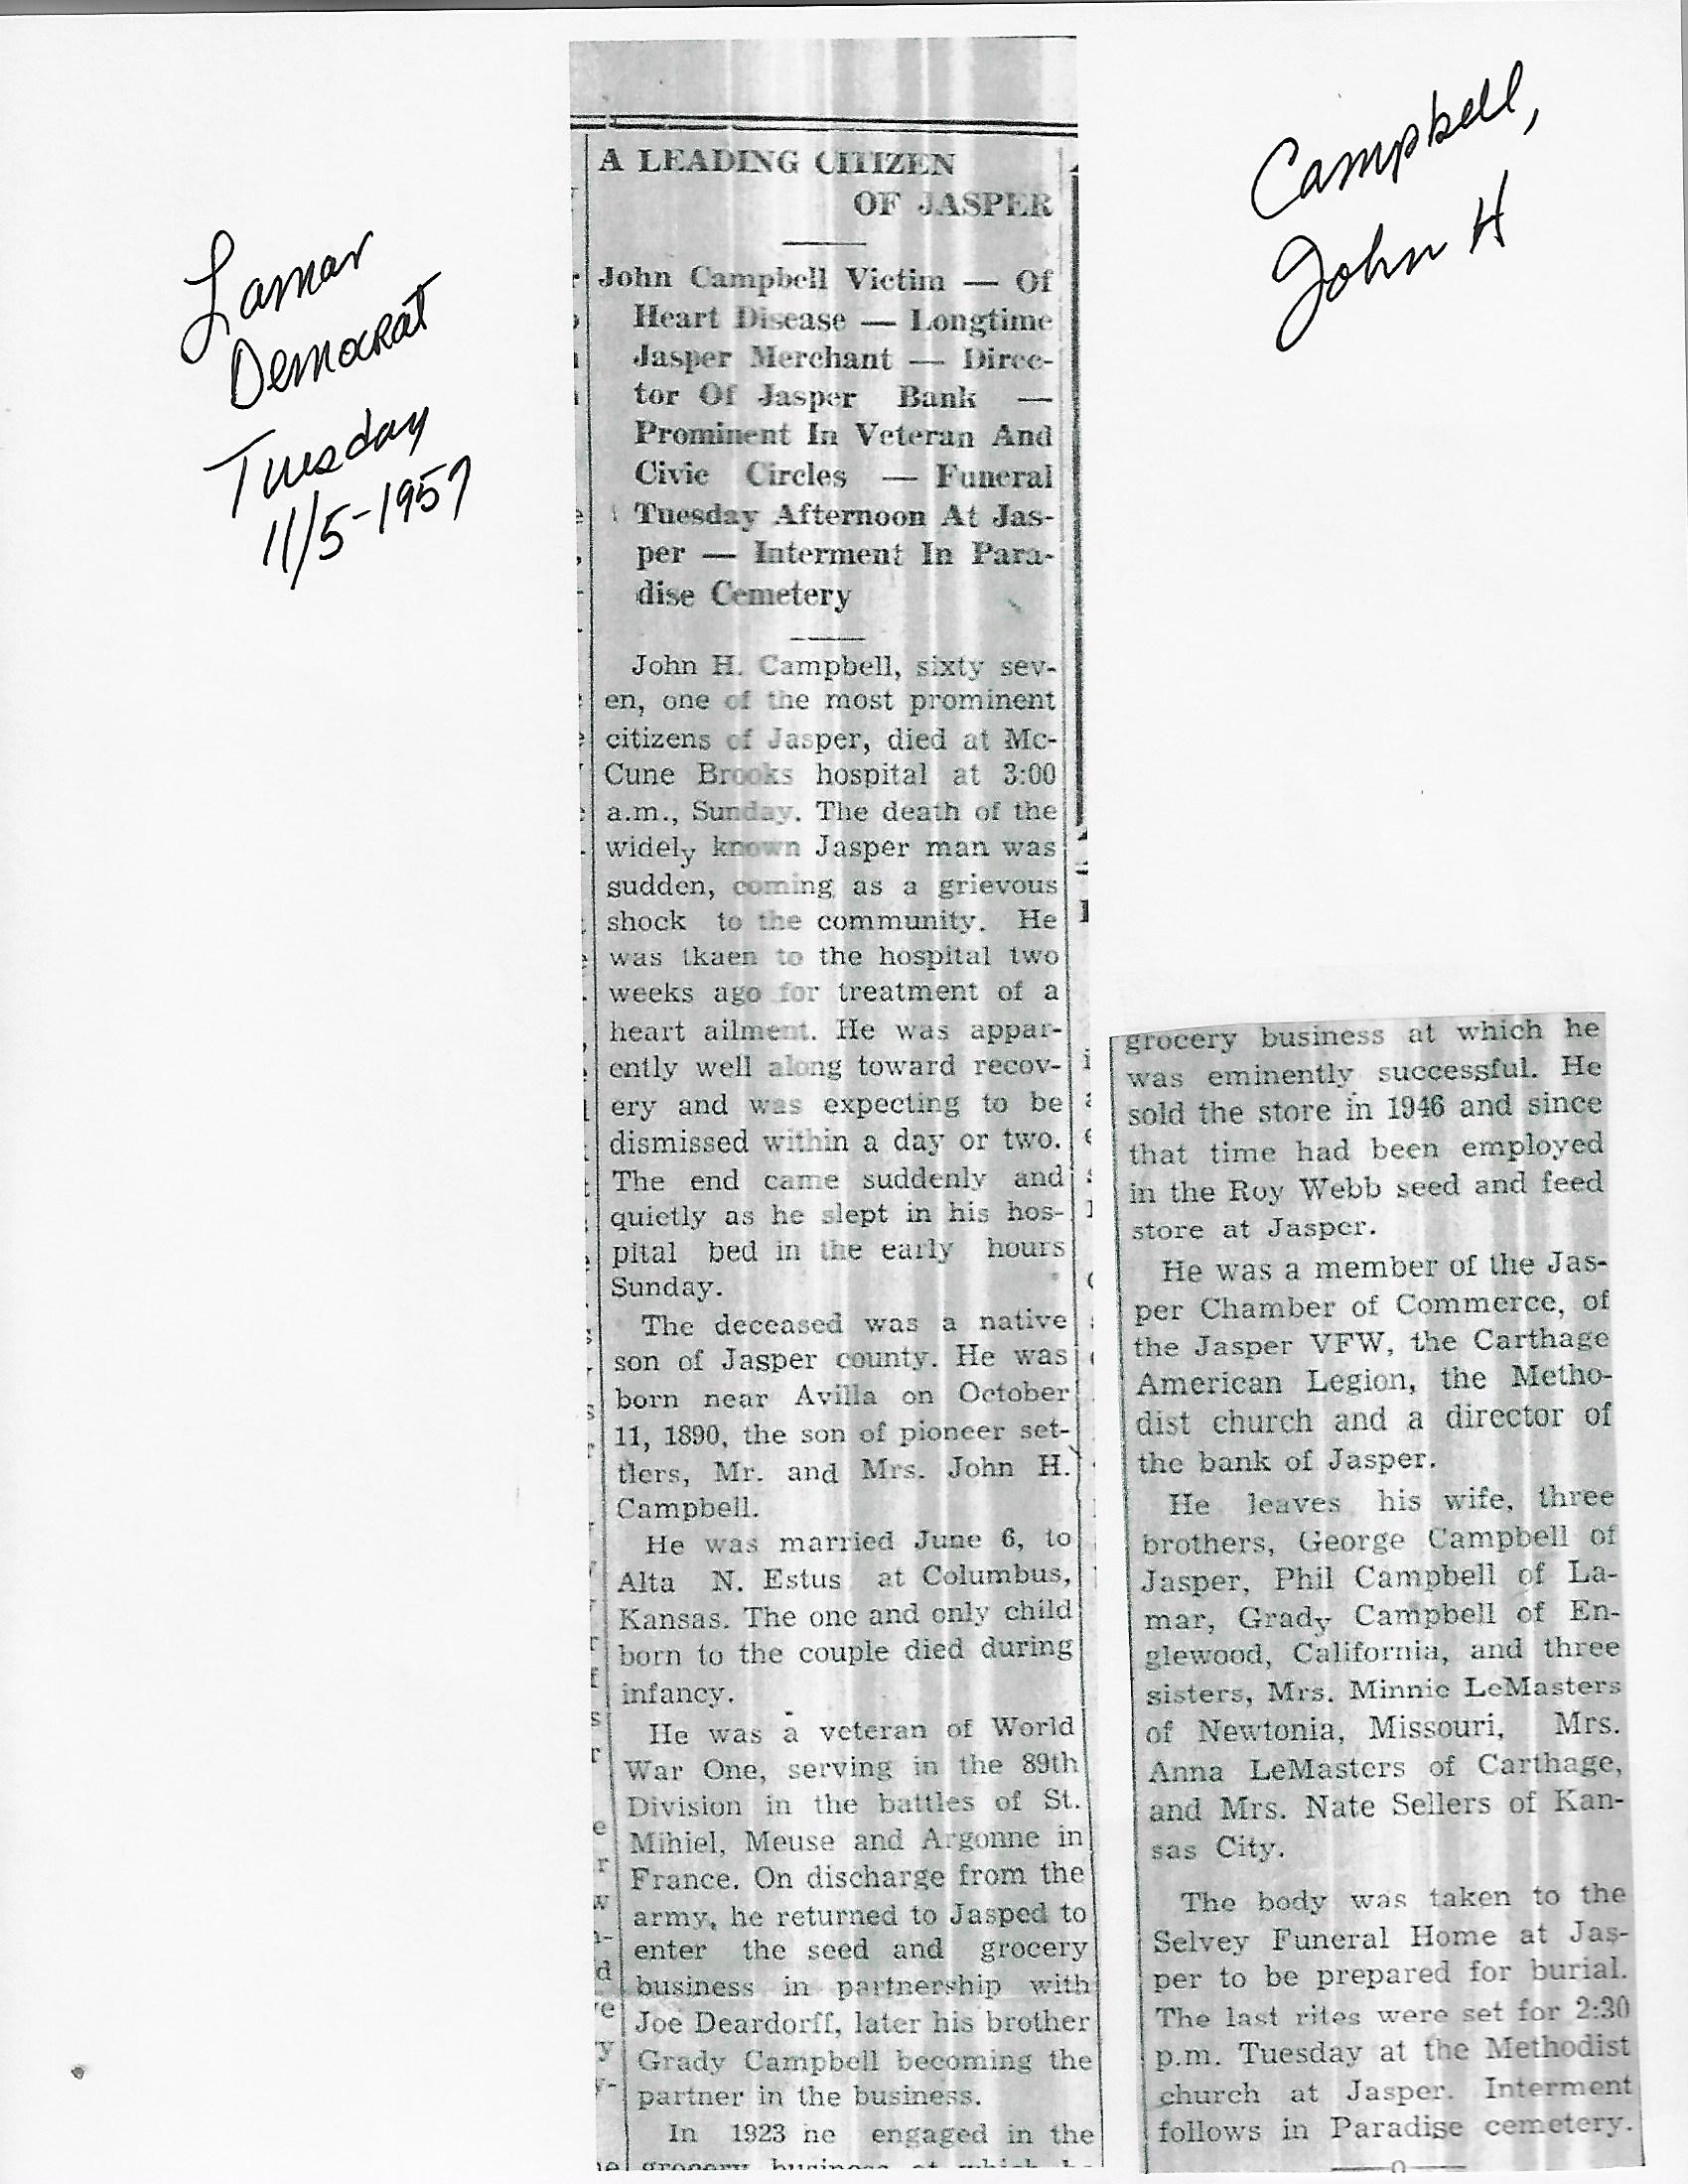 Lamar
Democrat
Tuesday
11/5-1957
Campbell,
John H
A LEADING CITIZEN
OF JASPER
John Campbell Victim — Of
Heart Disease — Longtime
Jasper Merchant — Direc-
tor Of Jasper Bank —
Prominent In Veteran And
Civic Circles — Funeral
Tuesday Afternoon At Jas-
per — Interment In Para-
dise Cemetery
John H. Campbell, sixty sev-
en, one of the most prominent
citizens of Jasper, died at Mc-
Cune Brooks hospital at 3:00
a.m., Sunday. The death of the
widely known Jasper man was
sudden, coming as a grievous
shock to the community. He
was tkaen to the hospital two
weeks ago for treatment of a
heart ailment. He was appar-
ently well along toward recov-
ery and was expecting to be
dismissed within a day or two.
The end came suddenly and
quietly as he slept in his hos-
pital bed in the early hours
Sunday.
The deceased was a native
son of Jasper county. He was
born near Avilla on October
11, 1890, the son of pioneer set-
tlers, Mr. and Mrs. John H.
Campbell.
He was married June 6, to
Alta N. Estus at Columbus,
Kansas. The one and only child
born to the couple died during
infancy.
He was a veteran of World
War One, serving in the 89th
Division in the battles of St.
Mihiel, Meuse and Argonne in
France. On discharge from the
army, he returned to Jasped to
enter the seed and grocery
business in partnership with
Joe Deardorff, later his brother
Grady Campbell becoming the
partner in the business.
In 1923 he engaged in the
grocery business at which he
was eminently successful. He
sold the store in 1946 and since
that time had been employed
in the Roy Webb seed and feed
store at Jasper.
He was a member of the Jas-
per Chamber of Commerce, of
the Jasper VFW, the Carthage
American Legion, the Metho-
dist church and a director of
the bank of Jasper.
He leaves his wife, three
brothers, George Campbell of
Jasper, Phil Campbell of La-
mar, Grady Campbell of En-
glewood, California, and three
sisters, Mrs. Minnie LeMasters
of Newtonia, Missouri, Mrs.
Anna LeMasters of Carthage,
and Mrs. Nate Sellers of Kan-
sas City.
The body was taken to the
Selvey Funeral Home at Jas-
per to be prepared for burial.
The last rites were set for 2:30
p.m. Tuesday at the Methodist
church at Jasper. Interment
follows in Paradise cemetery.